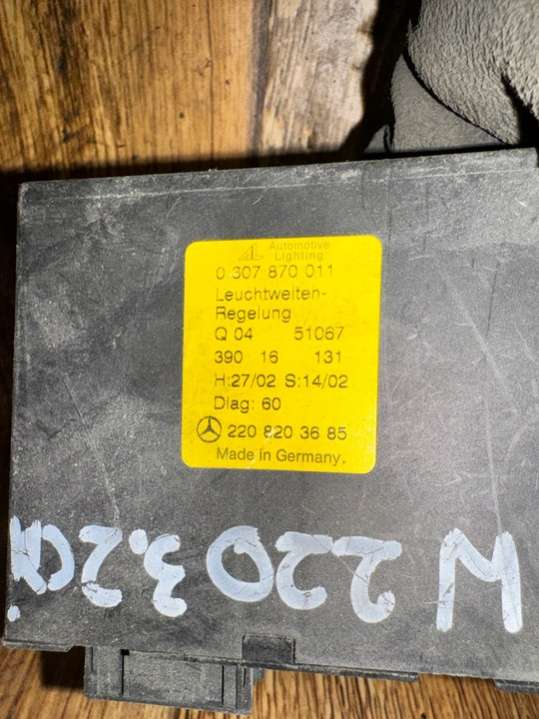 Automotive
Lighting
0 307 870 011
Leuchtweiten-
Regelung
Q 04 51067
390 16 131
H:27/02 S:14/02
Diag: 60
220 820 36 85
Made in Germany.
W 220 3.2